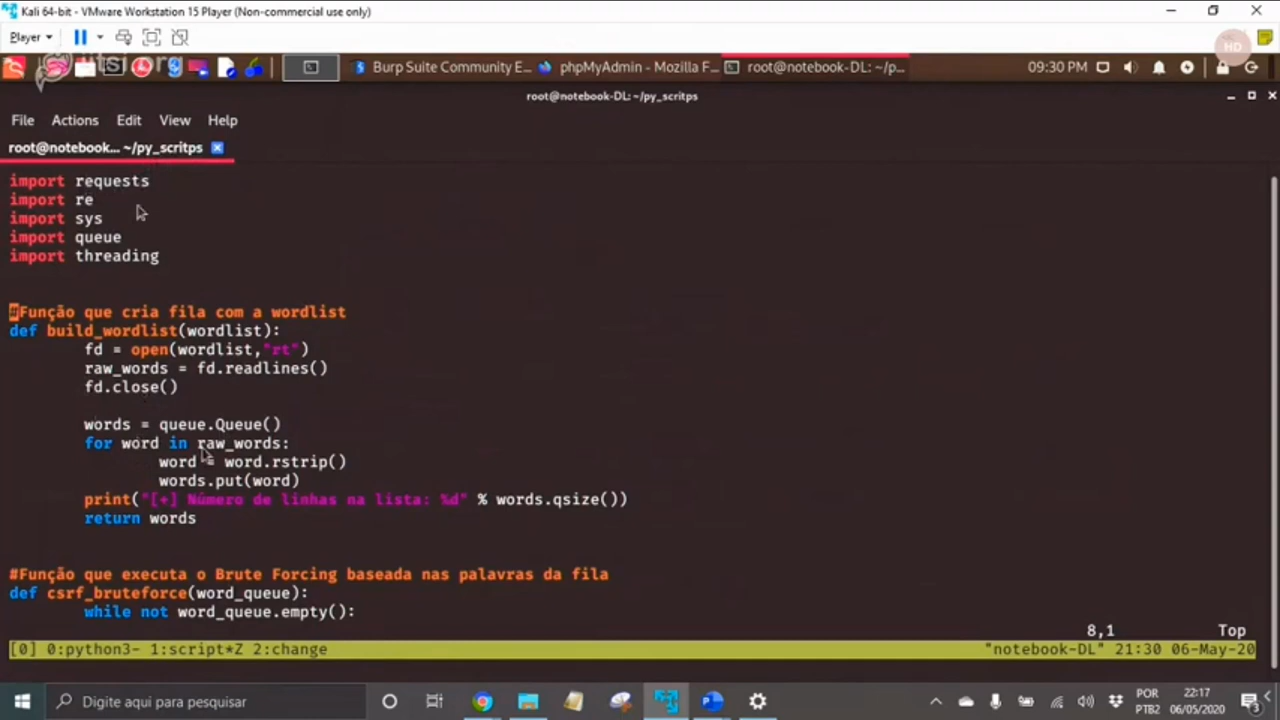 Kali 64-bit - VMware Workstation 15 Player (Non-commercial use only)
Player
HD
Burp Suite Community E... phpMyAdmin - Mozilla F... root@notebook-DL: ~/p... 09:30 PM
root@notebook-DL: ~/py_scritps
File Actions Edit View Help
root@notebook... ~/py_scritps
import requests
import re
import sys
import queue
import threading
#Função que cria fila com a wordlist
def build_wordlist(wordlist):
fd = open(wordlist,"rt")
raw_words = fd.readlines()
fd.close()
words = queue.Queue()
for word in raw_words:
word = word.rstrip()
words.put(word)
print("[+] Número de linhas na lista: %d" % words.qsize())
return words
#Função que executa o Brute Forcing baseada nas palavras da fila
def csrf_bruteforce(word_queue):
while not word_queue.empty():
8,1 Top
[0] 0:python3- 1:script*Z 2:change "notebook-DL" 21:30 06-May-20
Digite aqui para pesquisar
POR 22:17
PTB2 06/05/2020
3